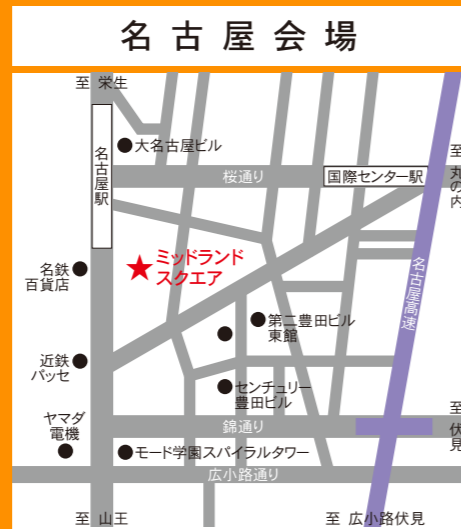 名古屋会場
至 栄生
大名古屋ビル
名古屋駅
桜通り
国際センター駅
至
丸の内
ミッドランド
スクエア
名鉄
百貨店
名古屋高速
第二豊田ビル
東館
近鉄
パッセ
センチュリー
豊田ビル
ヤマダ
電機
錦通り
至
伏見
モード学園スパイラルタワー
広小路通り
至 山王
至 広小路伏見